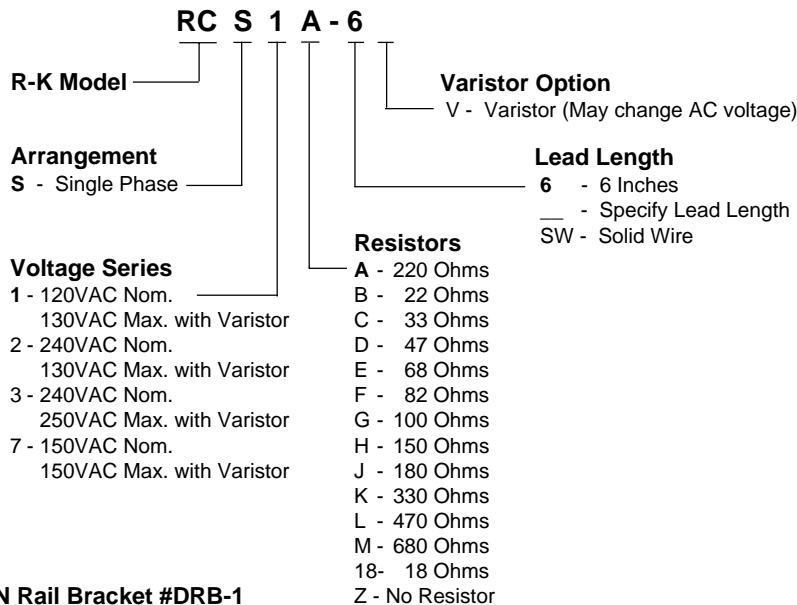 RC S 1 A - 6 _
R-K Model
Varistor Option
V - Varistor (May change AC voltage)
Arrangement
S - Single Phase
Lead Length
6 - 6 Inches
__ - Specify Lead Length
SW - Solid Wire
Voltage Series
1 - 120VAC Nom.
130VAC Max. with Varistor
2 - 240VAC Nom.
130VAC Max. with Varistor
3 - 240VAC Nom.
250VAC Max. with Varistor
7 - 150VAC Nom.
150VAC Max. with Varistor
Resistors
A - 220 Ohms
B - 22 Ohms
C - 33 Ohms
D - 47 Ohms
E - 68 Ohms
F - 82 Ohms
G - 100 Ohms
H - 150 Ohms
J - 180 Ohms
K - 330 Ohms
L - 470 Ohms
M - 680 Ohms
18- 18 Ohms
Z - No Resistor
N Rail Bracket #DRB-1